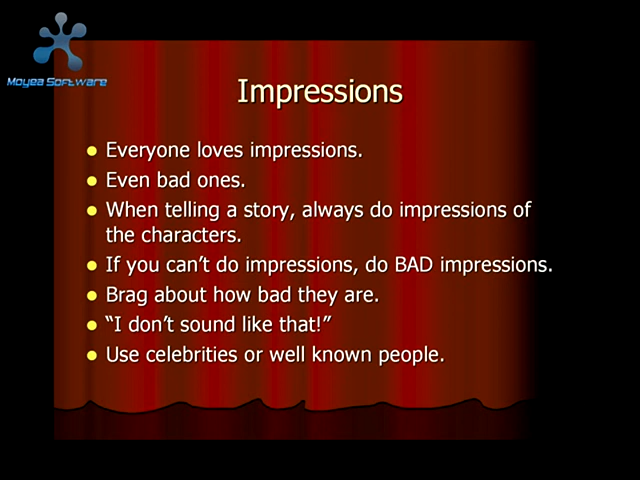 Moyea Software
Impressions
Everyone loves impressions.
Even bad ones.
When telling a story, always do impressions of
the characters.
If you can't do impressions, do BAD impressions.
Brag about how bad they are.
“I don't sound like that!”
Use celebrities or well known people.